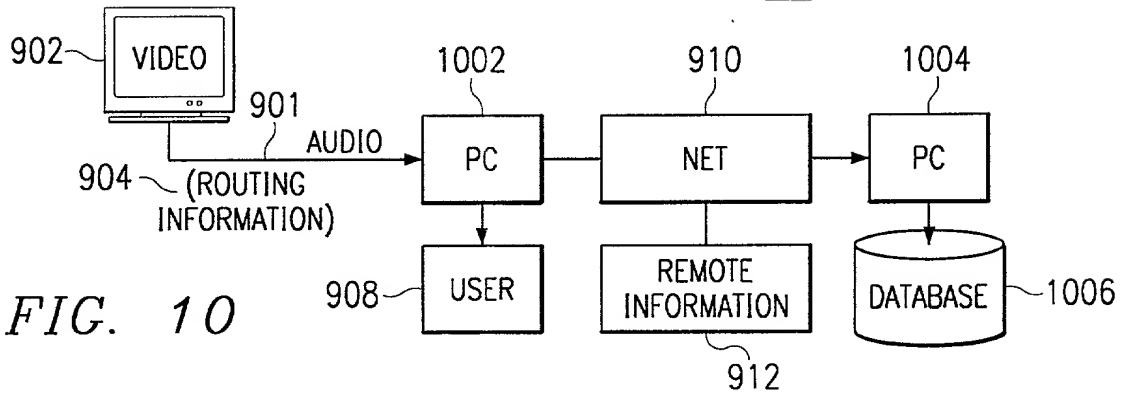 902
VIDEO
901
AUDIO
904
(ROUTING
INFORMATION)
1002
PC
910
NET
1004
PC
908
USER
REMOTE
INFORMATION
912
DATABASE
1006
FIG. 10